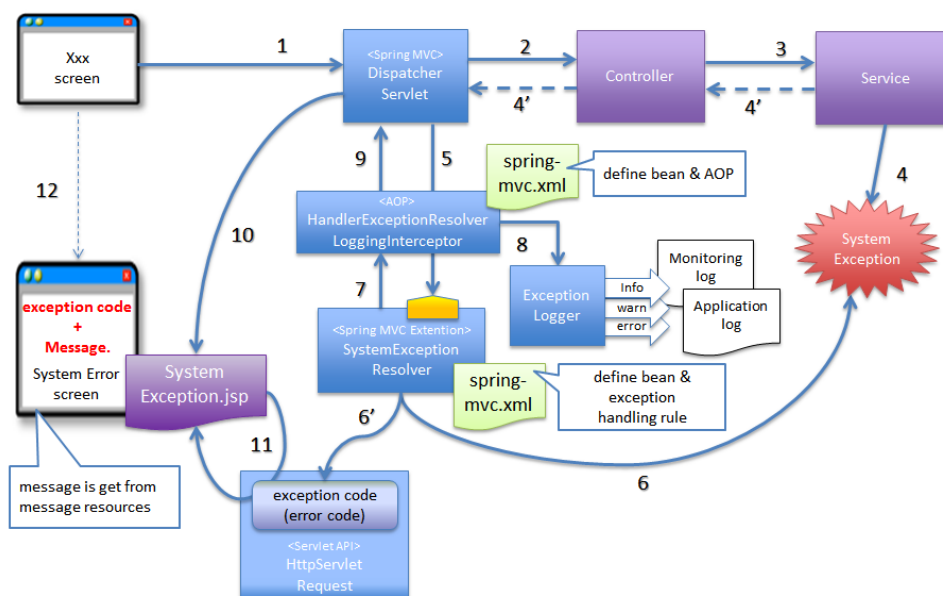 Xxx
screen
1
<Spring MVC>
Dispatcher
Servlet
2
4’
Controller
3
4’
Service
12
9
5
spring-
mvc.xml
define bean & AOP
4
<AOP>
HandlerExceptionResolver
LoggingInterceptor
10
8
System
Exception
Monitoring
log
7
Exception
Logger
Info
warn
error
Application
log
exception code
+
Message.
System Error
screen
<Spring MVC Extention>
SystemException
Resolver
System
Exception.jsp
spring-
mvc.xml
define bean &
exception
handling rule
6’
11
6
message is get from
message resources
exception code
(error code)
<Servlet API>
HttpServlet
Request